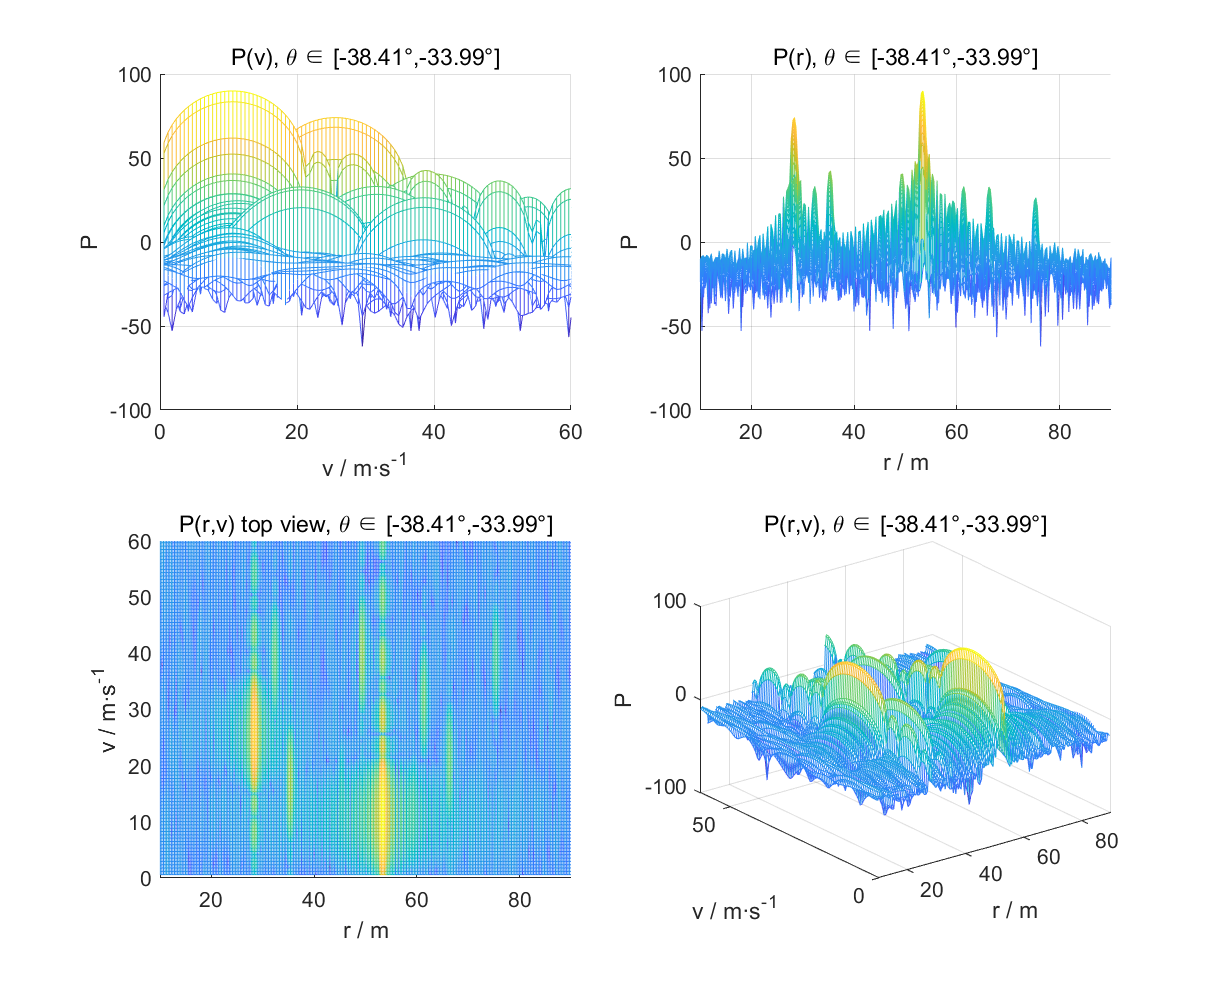 P(v), θ ∈ [-38.41°,-33.99°]
100
50
0
-50
-100
P
0
20
40
60
v / m·s⁻¹
P(r), θ ∈ [-38.41°,-33.99°]
100
50
0
-50
-100
P
20
40
60
80
r / m
P(r,v) top view, θ ∈ [-38.41°,-33.99°]
60
50
40
30
20
10
0
v / m·s⁻¹
20
40
60
80
r / m
P(r,v), θ ∈ [-38.41°,-33.99°]
100
0
-100
P
50
0
v / m·s⁻¹
20
40
60
80
r / m